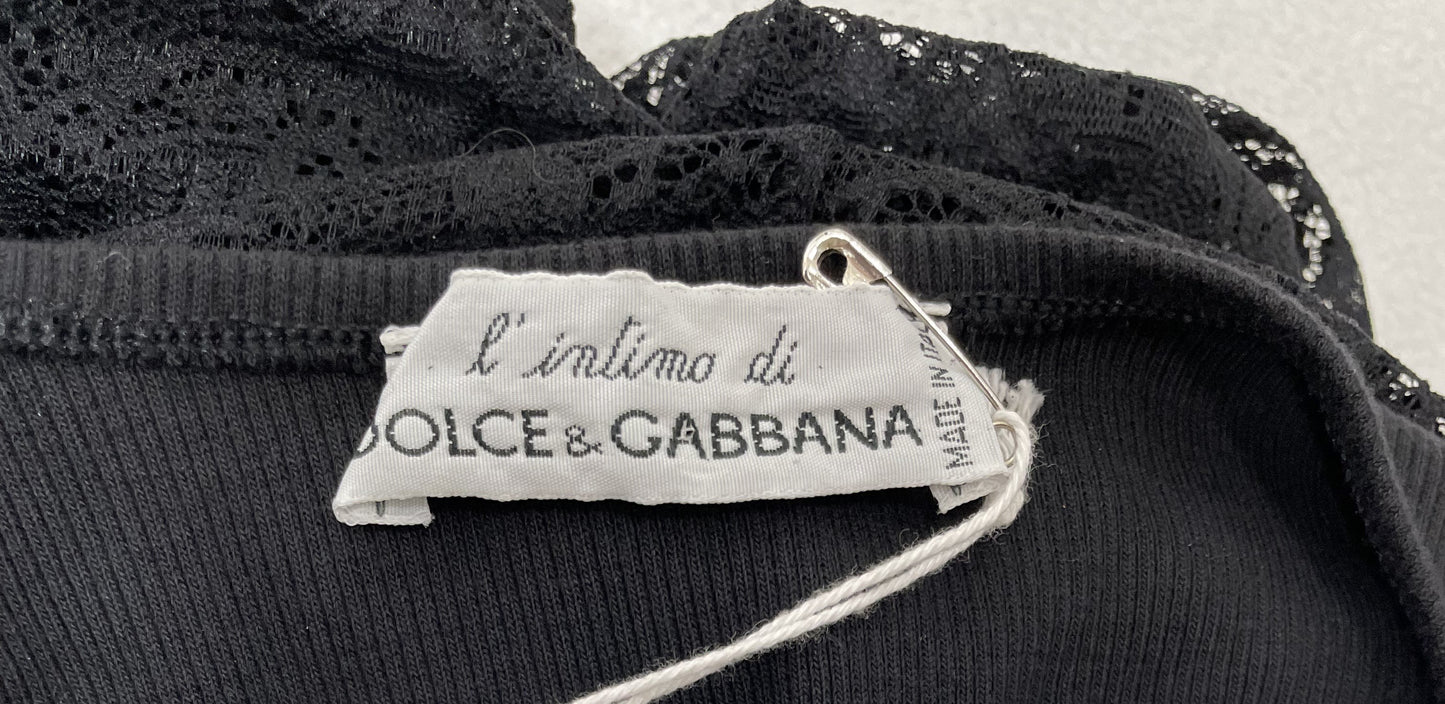 l'intimo di
DOLCE & GABBANA
MADE IN ITALY